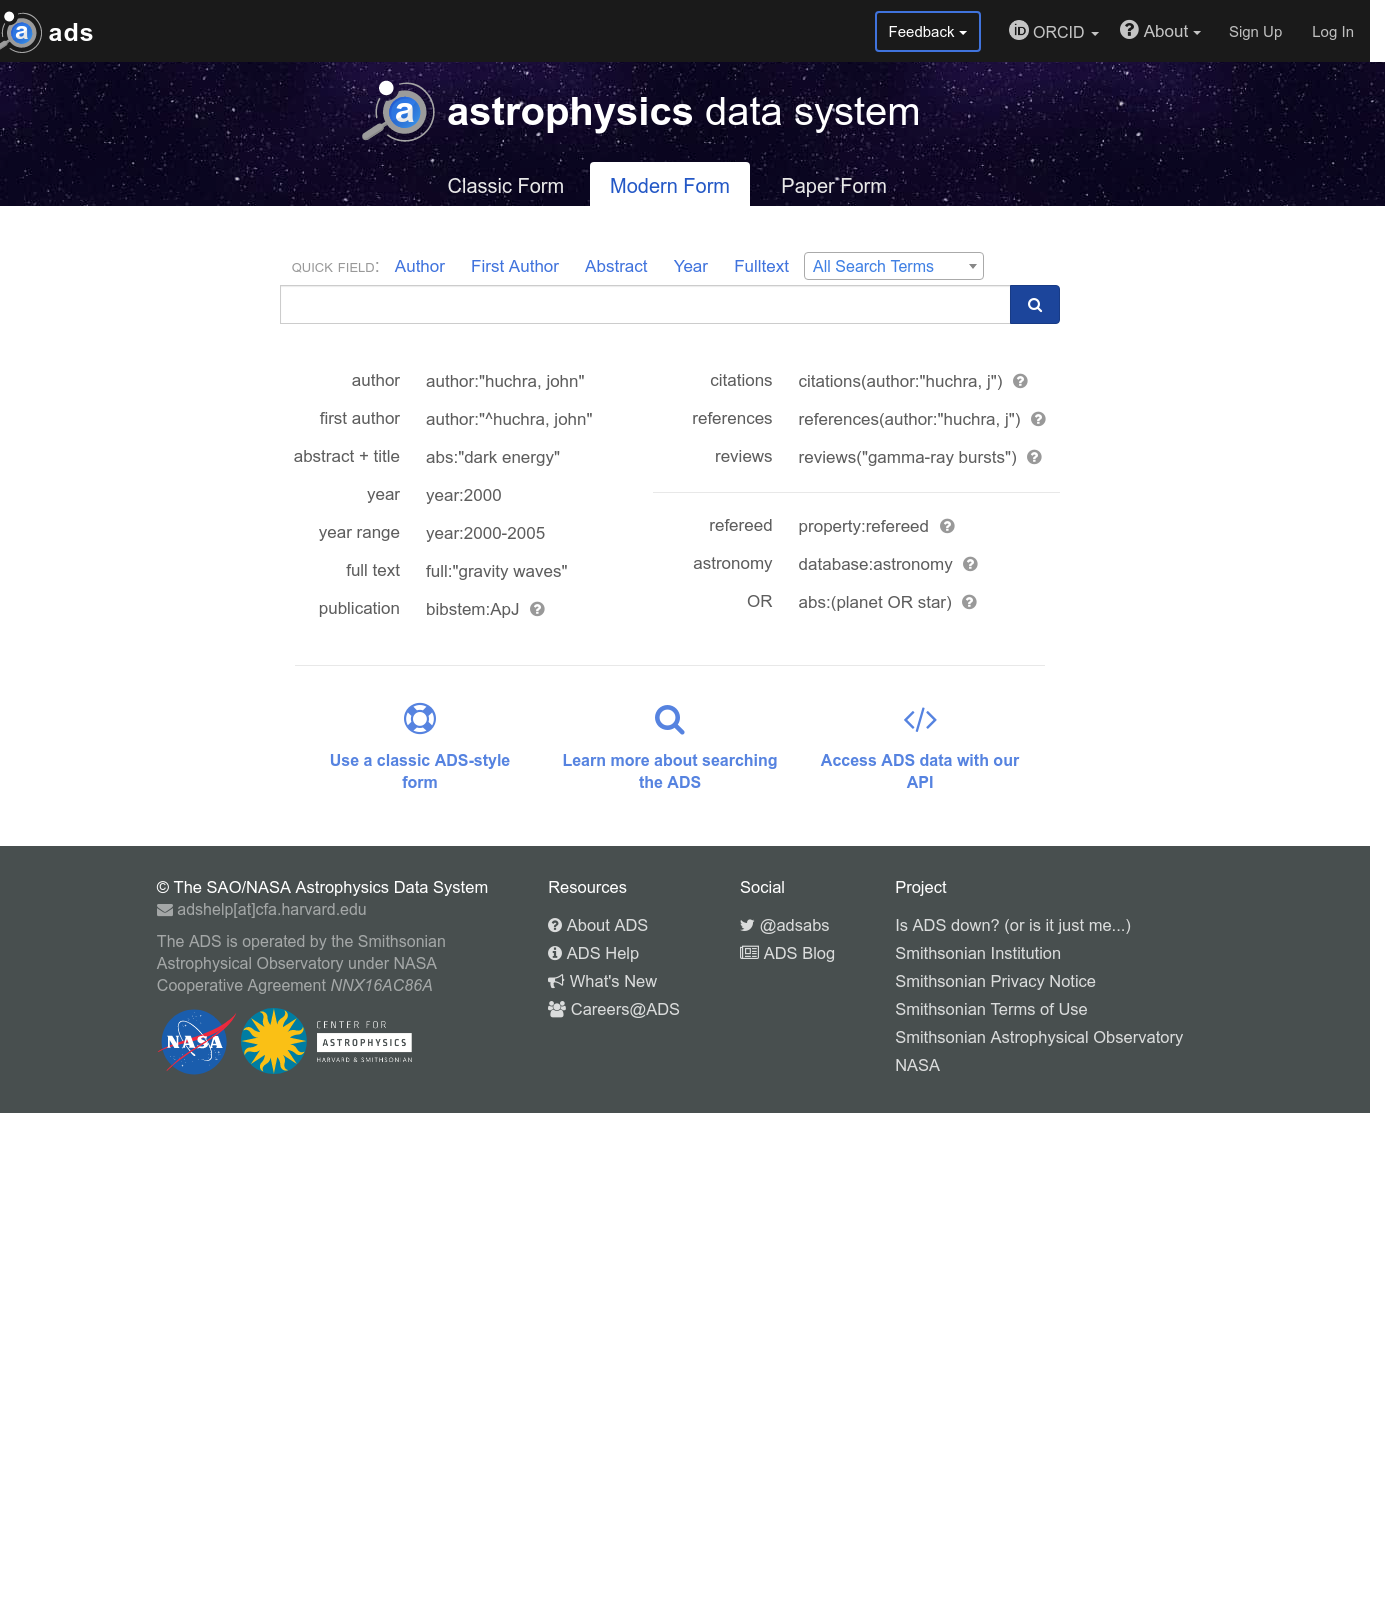 a ads
Feedback
iD ORCID
About
Sign Up
Log In
a astrophysics data system
Classic Form
Modern Form
Paper Form
QUICK FIELD: Author First Author Abstract Year Fulltext All Search Terms
author author:"huchra, john"
first author author:"^huchra, john"
abstract + title abs:"dark energy"
year year:2000
year range year:2000-2005
full text full:"gravity waves"
publication bibstem:ApJ
citations citations(author:"huchra, j")
references references(author:"huchra, j")
reviews reviews("gamma-ray bursts")
refereed property:refereed
astronomy database:astronomy
OR abs:(planet OR star)
Use a classic ADS-style
form
Learn more about searching
the ADS
Access ADS data with our
API
© The SAO/NASA Astrophysics Data System
adshelp[at]cfa.harvard.edu
The ADS is operated by the Smithsonian
Astrophysical Observatory under NASA
Cooperative Agreement NNX16AC86A
NASA
CENTER FOR
ASTROPHYSICS
HARVARD & SMITHSONIAN
Resources
About ADS
ADS Help
What's New
Careers@ADS
Social
@adsabs
ADS Blog
Project
Is ADS down? (or is it just me...)
Smithsonian Institution
Smithsonian Privacy Notice
Smithsonian Terms of Use
Smithsonian Astrophysical Observatory
NASA